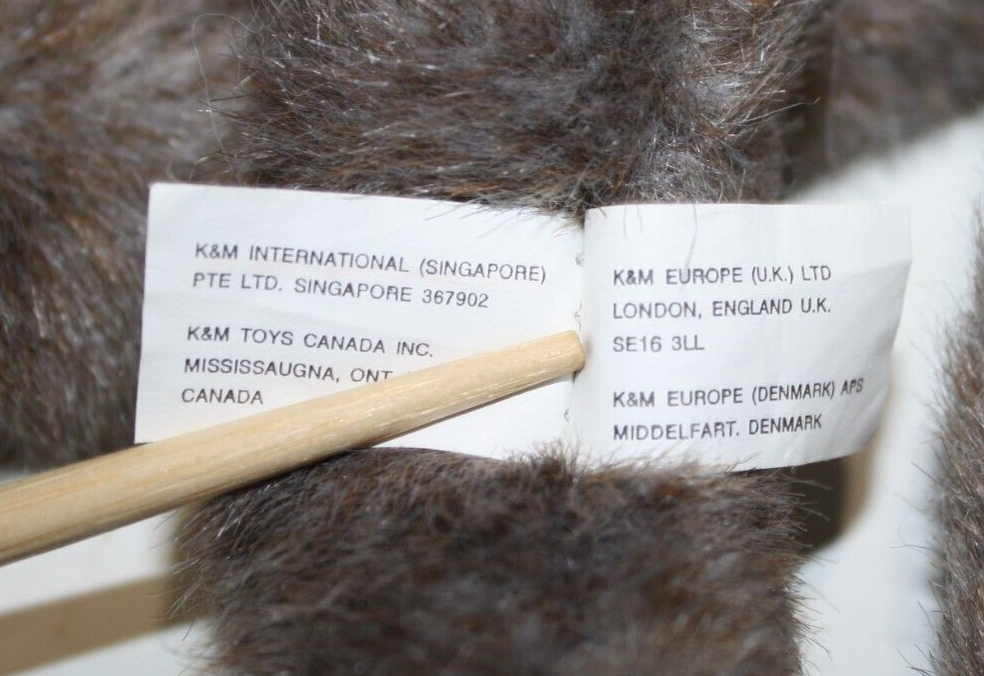 K&M INTERNATIONAL (SINGAPORE)
PTE LTD. SINGAPORE 367902
K&M TOYS CANADA INC.
MISSISSAUGNA, ONT
CANADA
K&M EUROPE (U.K.) LTD
LONDON, ENGLAND U.K.
SE16 3LL
K&M EUROPE (DENMARK) APS
MIDDELFART. DENMARK